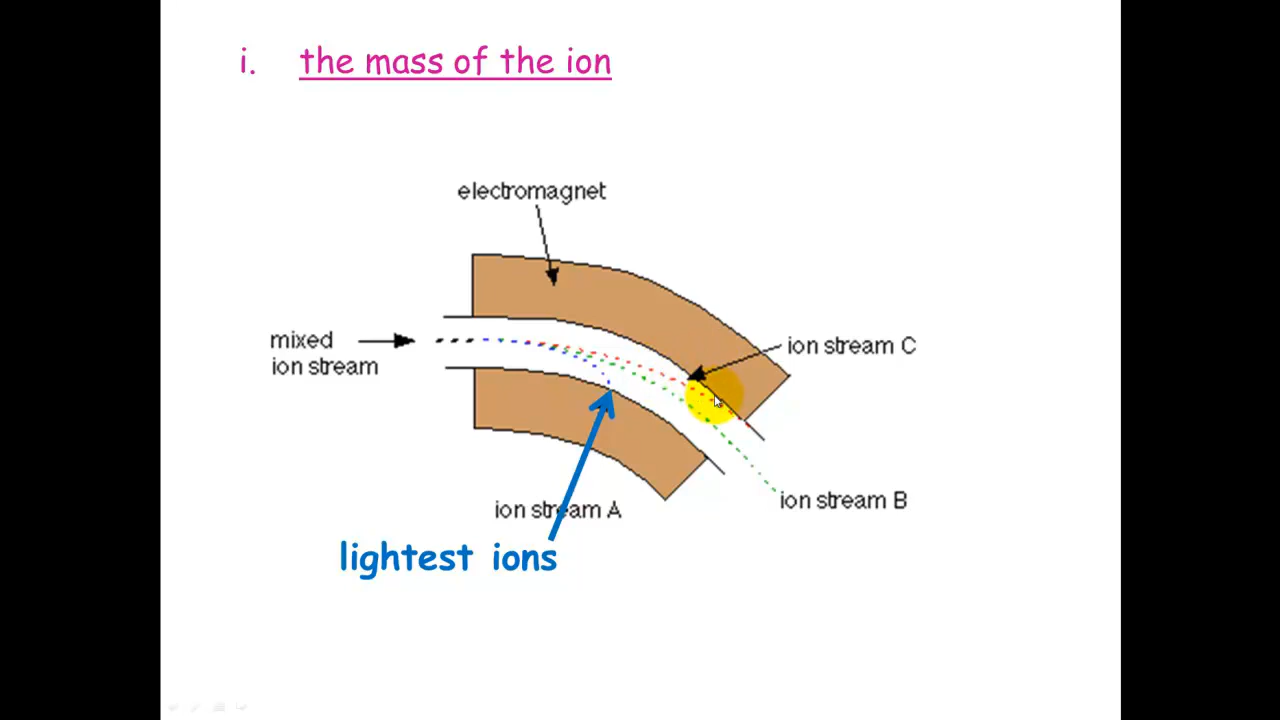 i. the mass of the ion
electromagnet
mixed
ion stream
ion stream C
ion stream B
ion stream A
lightest ions